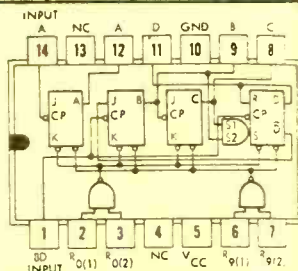 INPUT
A NC A D GND B C
14 13 12 11 10 9 8
J A J B J C R D
CP CP CP CP
K K K S1 S2 S D̅
1 2 3 4 5 6 7
BD INPUT R0(1) R0(2) NC VCC R9(1) R9(2)